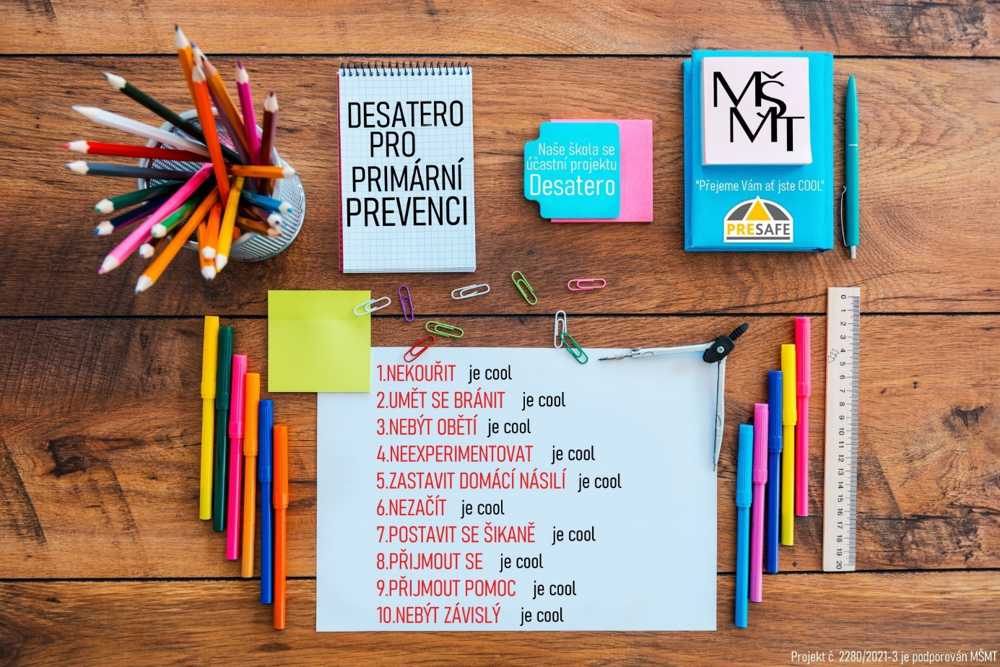 DESATERO
PRO
PRIMÁRNÍ
PREVENCI
Naše škola se
účastní projektu
Desatero
MŠ
MT
"Přejeme Vám ať jste COOL"
PRESAFE
1.NEKOUŘIT je cool
2.UMĚT SE BRÁNIT je cool
3.NEBÝT OBĚTÍ je cool
4.NEEXPERIMENTOVAT je cool
5.ZASTAVIT DOMÁCÍ NÁSILÍ je cool
6.NEZAČÍT je cool
7.POSTAVIT SE ŠIKANĚ je cool
8.PŘIJMOUT SE je cool
9.PŘIJMOUT POMOC je cool
10.NEBÝT ZÁVISLÝ je cool
0 1 2 3 4 5 6 7 8 9 10 11 12 13 14 15 16 17 18 19 20
Projekt č. 2280/2021-3 je podporován MŠMT